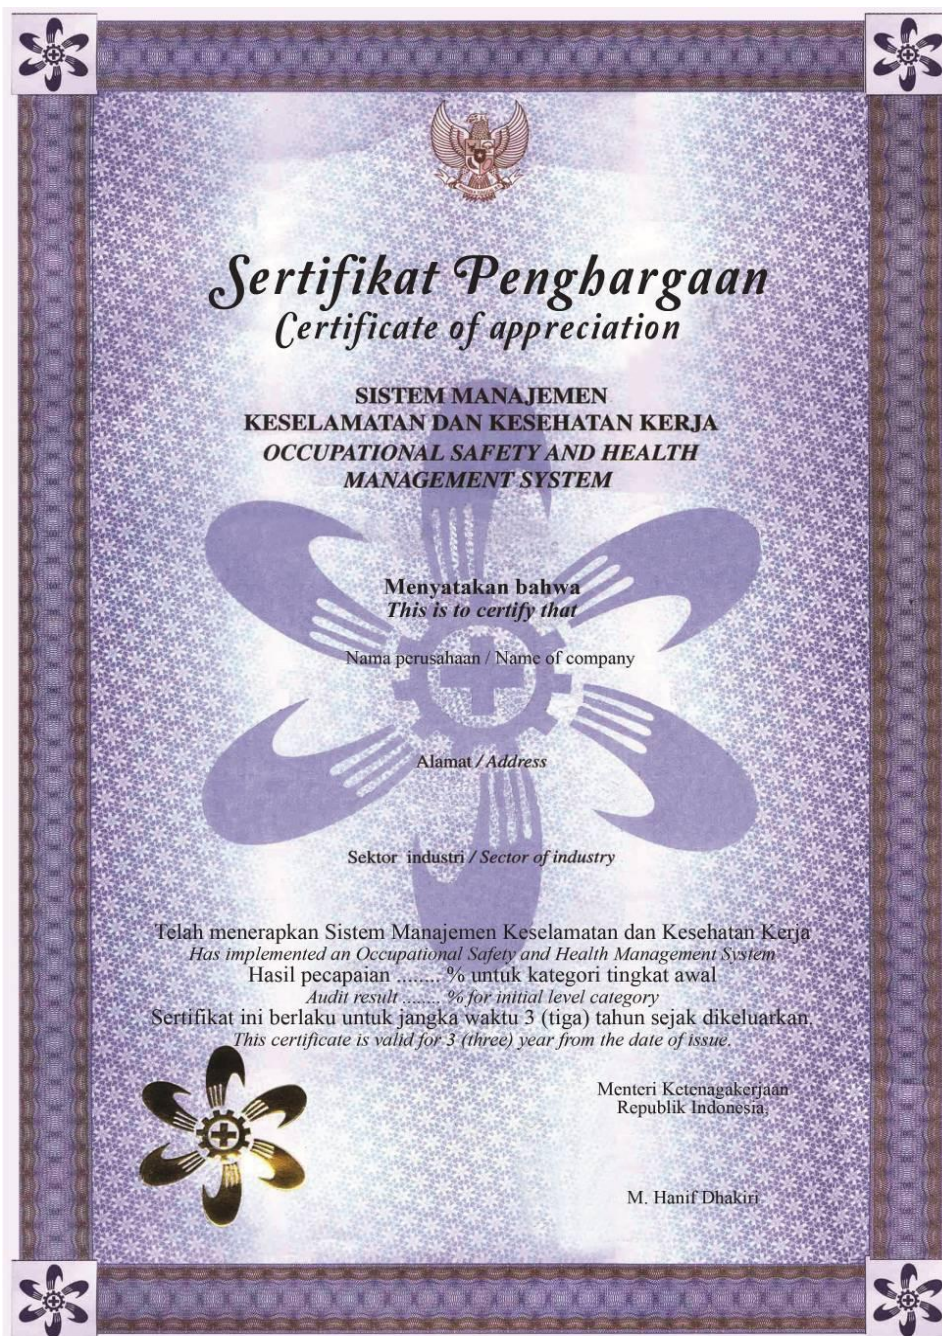 Sertifikat Penghargaan
Certificate of appreciation
SISTEM MANAJEMEN
KESELAMATAN DAN KESEHATAN KERJA
OCCUPATIONAL SAFETY AND HEALTH
MANAGEMENT SYSTEM
Menyatakan bahwa
This is to certify that
Nama perusahaan / Name of company
Alamat / Address
Sektor industri / Sector of industry
Telah menerapkan Sistem Manajemen Keselamatan dan Kesehatan Kerja
Has implemented an Occupational Safety and Health Management System
Hasil pecapaian ........ % untuk kategori tingkat awal
Audit result ........ % for initial level category
Sertifikat ini berlaku untuk jangka waktu 3 (tiga) tahun sejak dikeluarkan.
This certificate is valid for 3 (three) year from the date of issue.
Menteri Ketenagakerjaan
Republik Indonesia,
M. Hanif Dhakiri